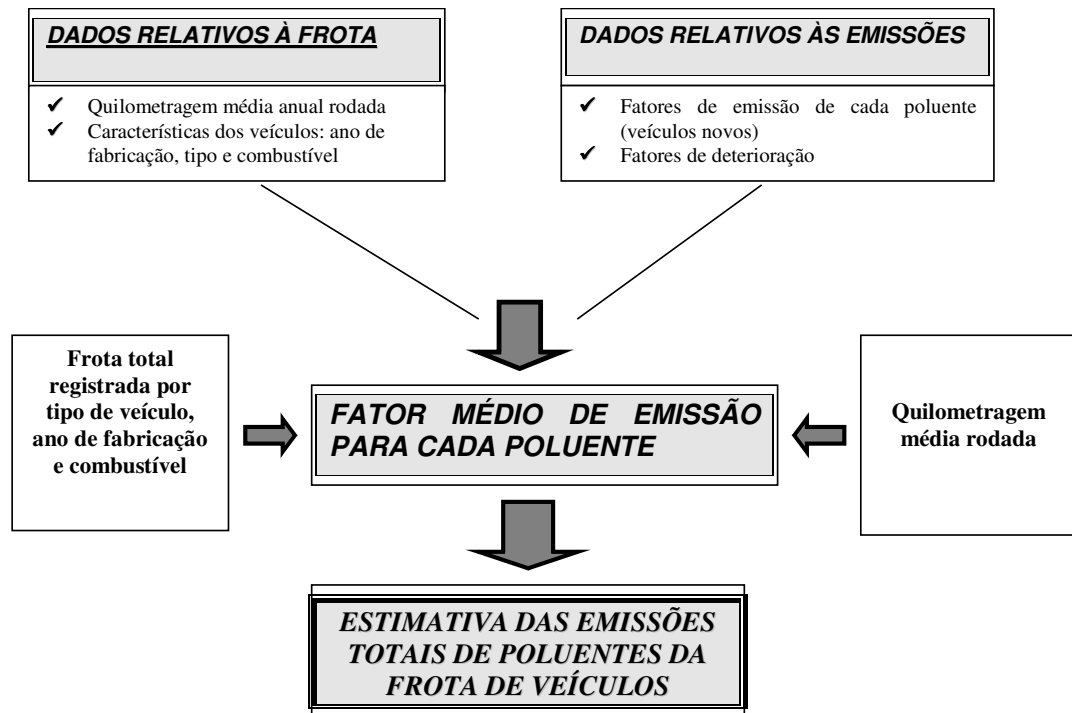 DADOS RELATIVOS À FROTA
✓ Quilometragem média anual rodada
✓ Características dos veículos: ano de
fabricação, tipo e combustível
DADOS RELATIVOS ÀS EMISSÕES
✓ Fatores de emissão de cada poluente
(veículos novos)
✓ Fatores de deterioração
Frota total
registrada por
tipo de veículo,
ano de fabricação
e combustível
FATOR MÉDIO DE EMISSÃO
PARA CADA POLUENTE
Quilometragem
média rodada
ESTIMATIVA DAS EMISSÕES
TOTAIS DE POLUENTES DA
FROTA DE VEÍCULOS